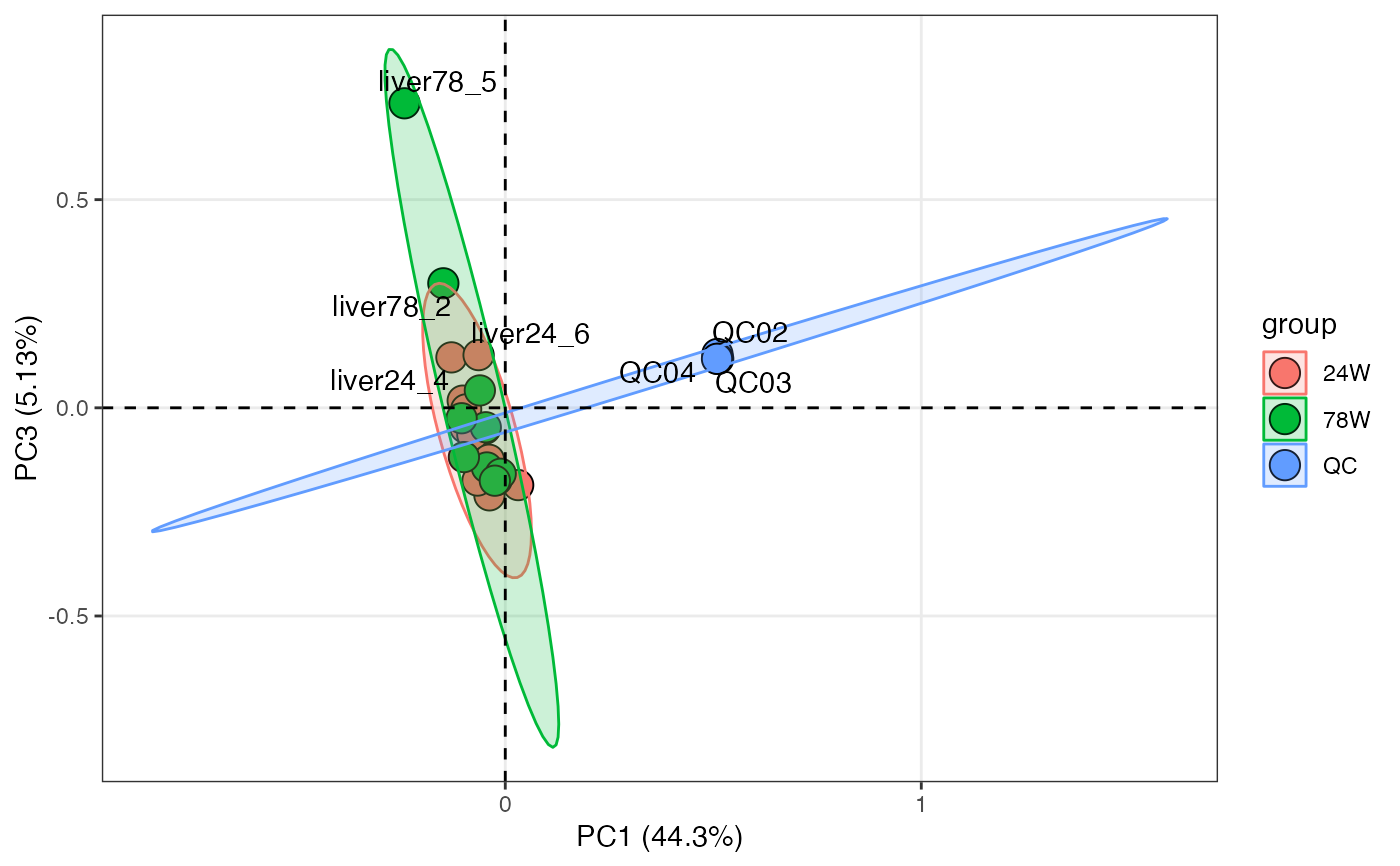 liver78_5
0.5
liver78_2
liver24_6
QC02
group
liver24_4
QC04
QC03
24W
0.0
78W
QC
-0.5
0
1
PC1 (44.3%)
PC3 (5.13%)